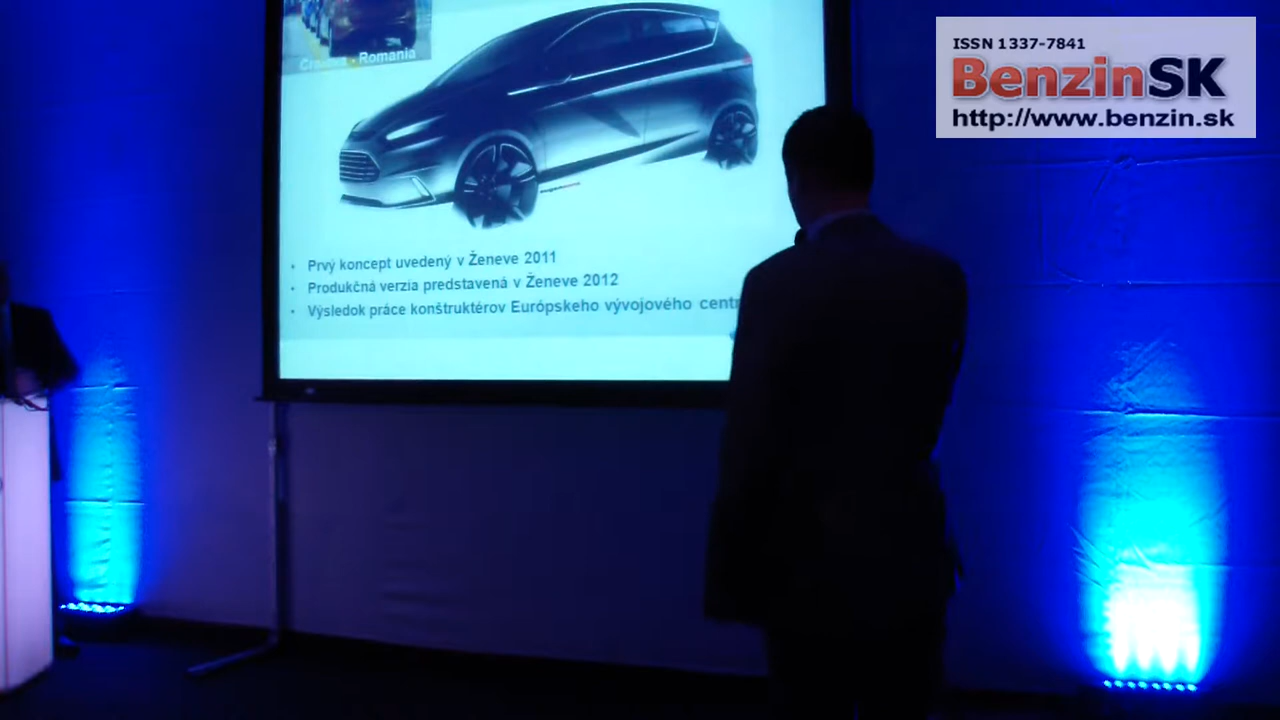 ISSN 1337-7841
BenzinSK
http://www.benzin.sk
Romania
Prvý koncept uvedený v Ženeve 2011
Produkčná verzia predstavená v Ženeve 2012
Výsledok práce konštruktérov Európskeho vývojového